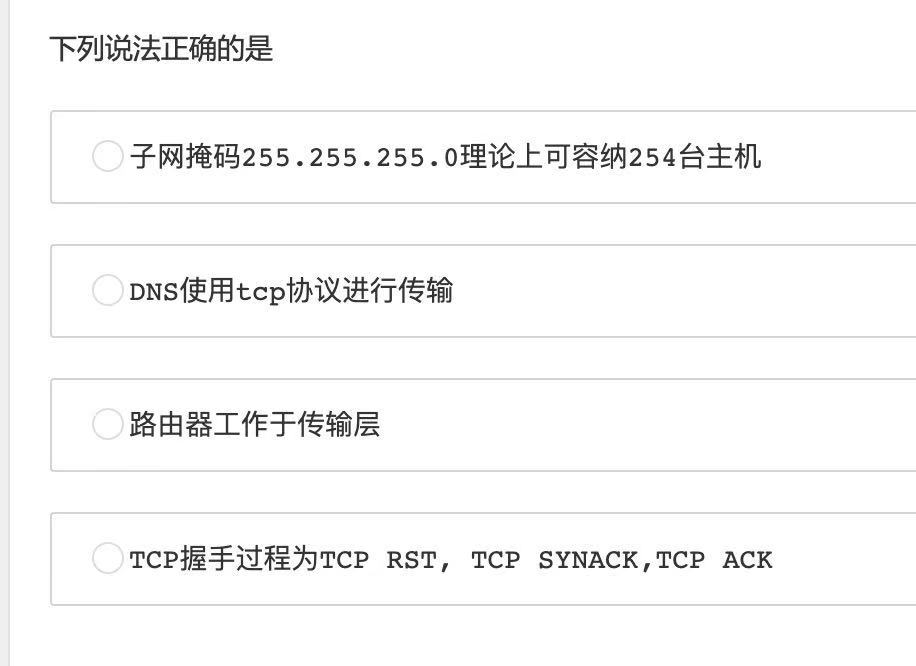 下列说法正确的是
子网掩码255.255.255.0理论上可容纳254台主机
DNS使用tcp协议进行传输
路由器工作于传输层
TCP握手过程为TCP RST, TCP SYNACK,TCP ACK